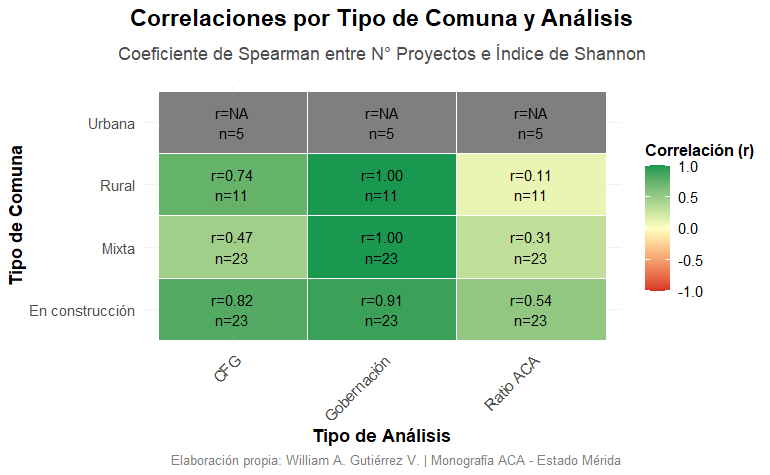 Correlaciones por Tipo de Comuna y Análisis
Coeficiente de Spearman entre N° Proyectos e Índice de Shannon
Tipo de Comuna
Urbana
r=NA
n=5
r=NA
n=5
r=NA
n=5
Rural
r=0.74
n=11
r=1.00
n=11
r=0.11
n=11
Mixta
r=0.47
n=23
r=1.00
n=23
r=0.31
n=23
En construcción
r=0.82
n=23
r=0.91
n=23
r=0.54
n=23
CFG
Gobernación
Ratio ACA
Tipo de Análisis
Correlación (r)
1.0
0.5
0.0
-0.5
-1.0
Elaboración propia: William A. Gutiérrez V. | Monografía ACA - Estado Mérida